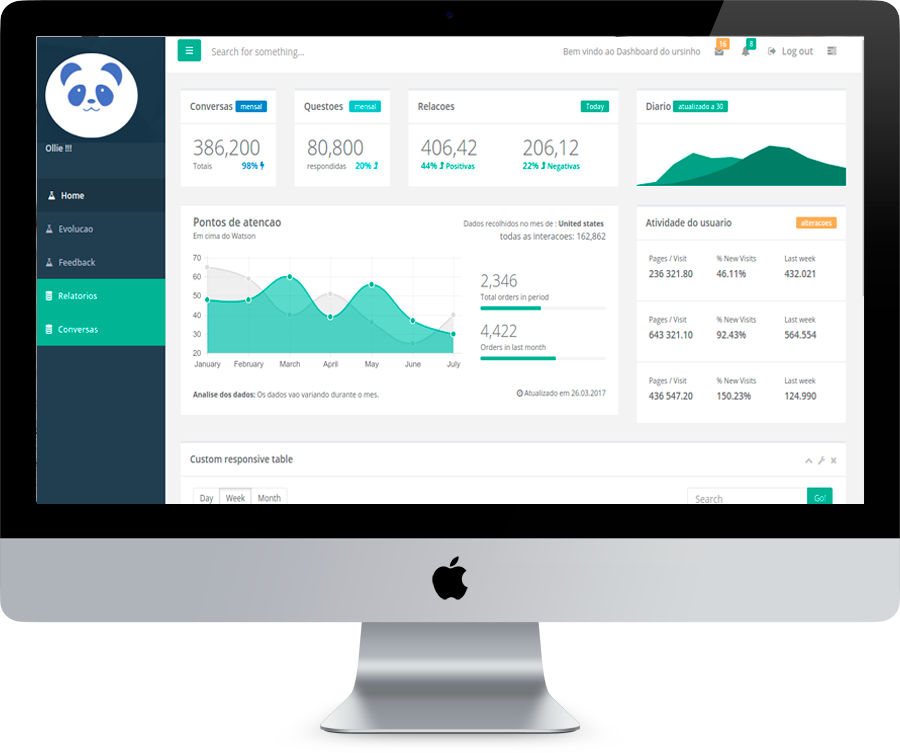 Search for something...
Bem vindo ao Dashboard do ursinho
16
8
Log out
Ollie !!!
Home
Evolucao
Feedback
Relatorios
Conversas
Conversas mensal
386,200
Totais 98%
Questoes mensal
80,800
respondidas 20%
Relacoes Today
406,42
44% Positivas
206,12
22% Negativas
Diario atualizado a 30
Pontos de atencao
Em cima do Watson
Dados recolhidos no mes de : United states
todas as interacoes: 162,862
70
60
50
40
30
20
January February March April May June July
2,346
Total orders in period
4,422
Orders in last month
Analise dos dados: Os dados vao variando durante o mes.
Atualizado em 26.03.2017
Atividade do usuario alteracoes
Pages / Visit % New Visits Last week
236 321.80 46.11% 432.021
Pages / Visit % New Visits Last week
643 321.10 92.43% 564.554
Pages / Visit % New Visits Last week
436 547.20 150.23% 124.990
Custom responsive table
Day Week Month
Search Go!